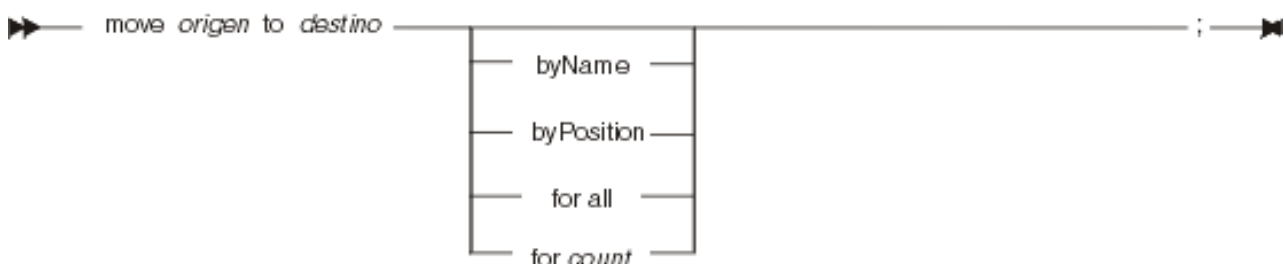 move origen to destino ;
byName
byPosition
for all
for count